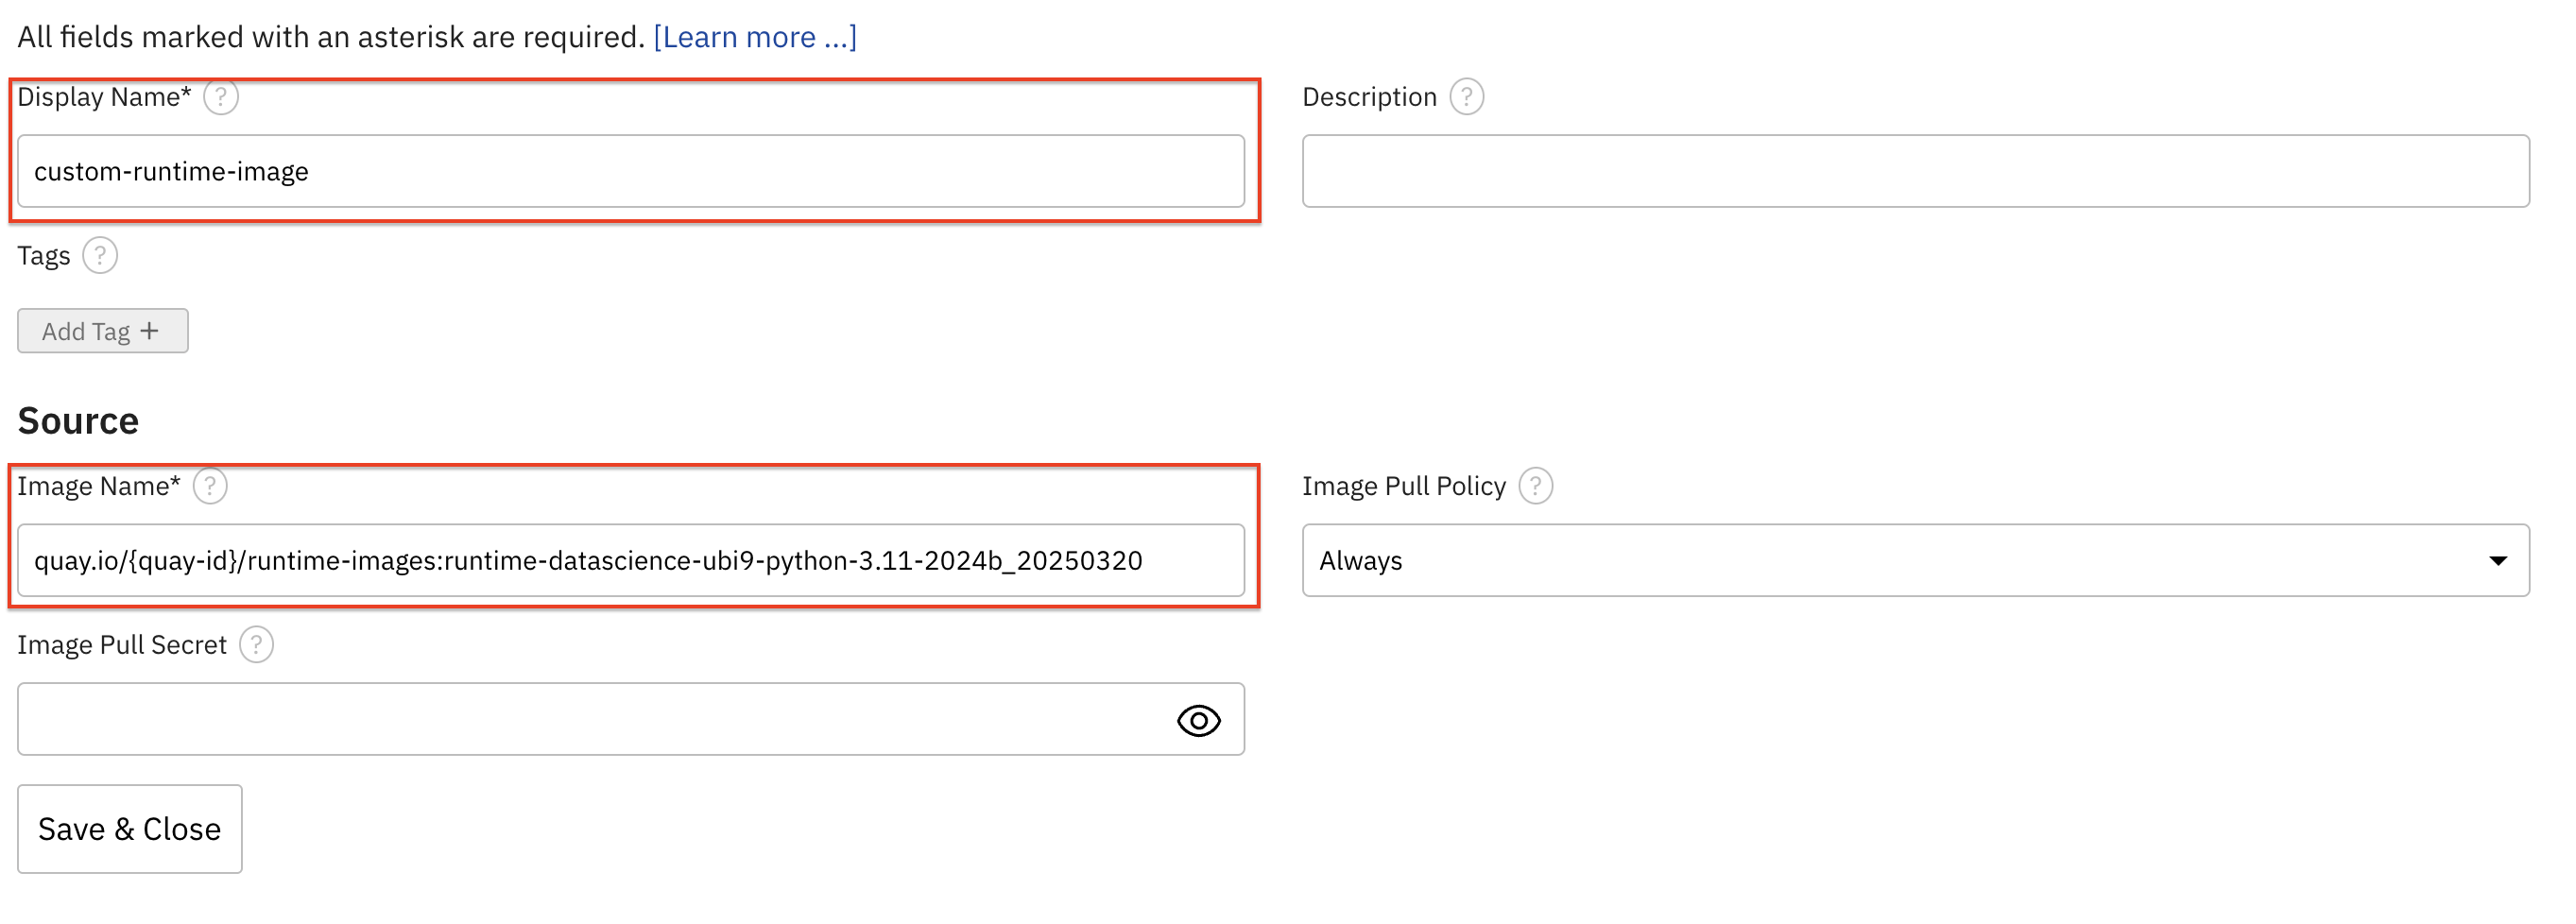 All fields marked with an asterisk are required. [Learn more ...]
Display Name* ?
Description ?
custom-runtime-image
Tags ?
Add Tag +
Source
Image Name* ?
Image Pull Policy ?
quay.io/{quay-id}/runtime-images:runtime-datascience-ubi9-python-3.11-2024b_20250320
Always
Image Pull Secret ?
Save & Close